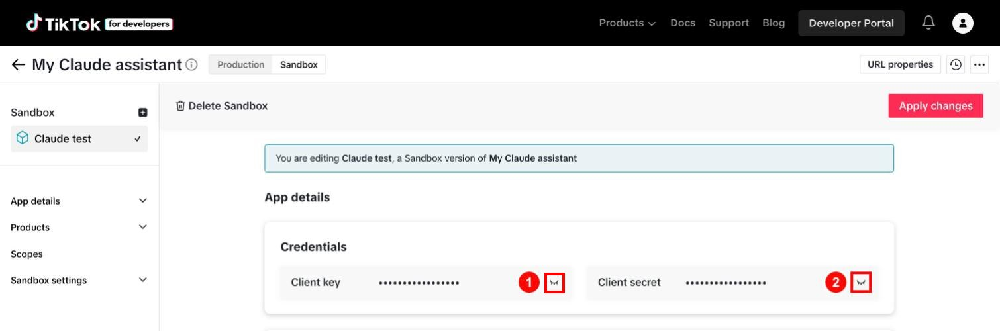 TikTok for developers
Products Docs Support Blog Developer Portal
My Claude assistant Production Sandbox URL properties
Sandbox
Delete Sandbox
Apply changes
Claude test
You are editing Claude test, a Sandbox version of My Claude assistant
App details
App details
Products
Scopes
Sandbox settings
Credentials
Client key ••••••••••••••••• 1
Client secret ••••••••••••••••• 2